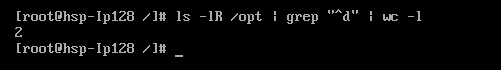 [root@hsp-Ip128 /]# ls -lR /opt | grep "^d" | wc -l
2
[root@hsp-Ip128 /]# _